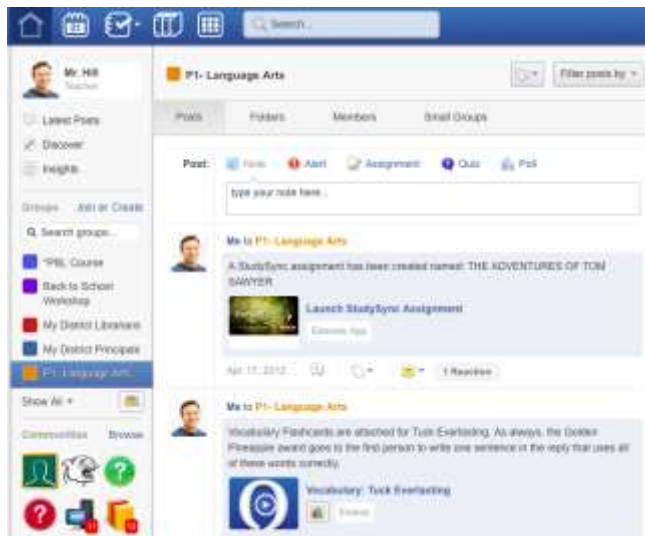 Search...
Mr. Hill
Teacher
P1- Language Arts
Filter posts by
Latest Posts
Discover
Insights
Posts
Folders
Members
Small Groups
Post:
Note
Alert
Assignment
Quiz
Poll
type your note here...
Groups
Join or Create
Search groups...
*PBL Course
Back to School
Workshop
My District Librarians
My District Principals
P1- Language Arts
Show All
Communities
Browse
Me to P1- Language Arts
A StudySync assignment has been created named: THE ADVENTURES OF TOM
SAWYER
Launch StudySync Assignment
Edmodo App
Apr 17, 2012
1 Reaction
Me to P1- Language Arts
Vocabulary Flashcards are attached for Tuck Everlasting. As always, the Golden
Pineapple award goes to the first person to write one sentence in the reply that uses all
of these words correctly.
Vocabulary: Tuck Everlasting